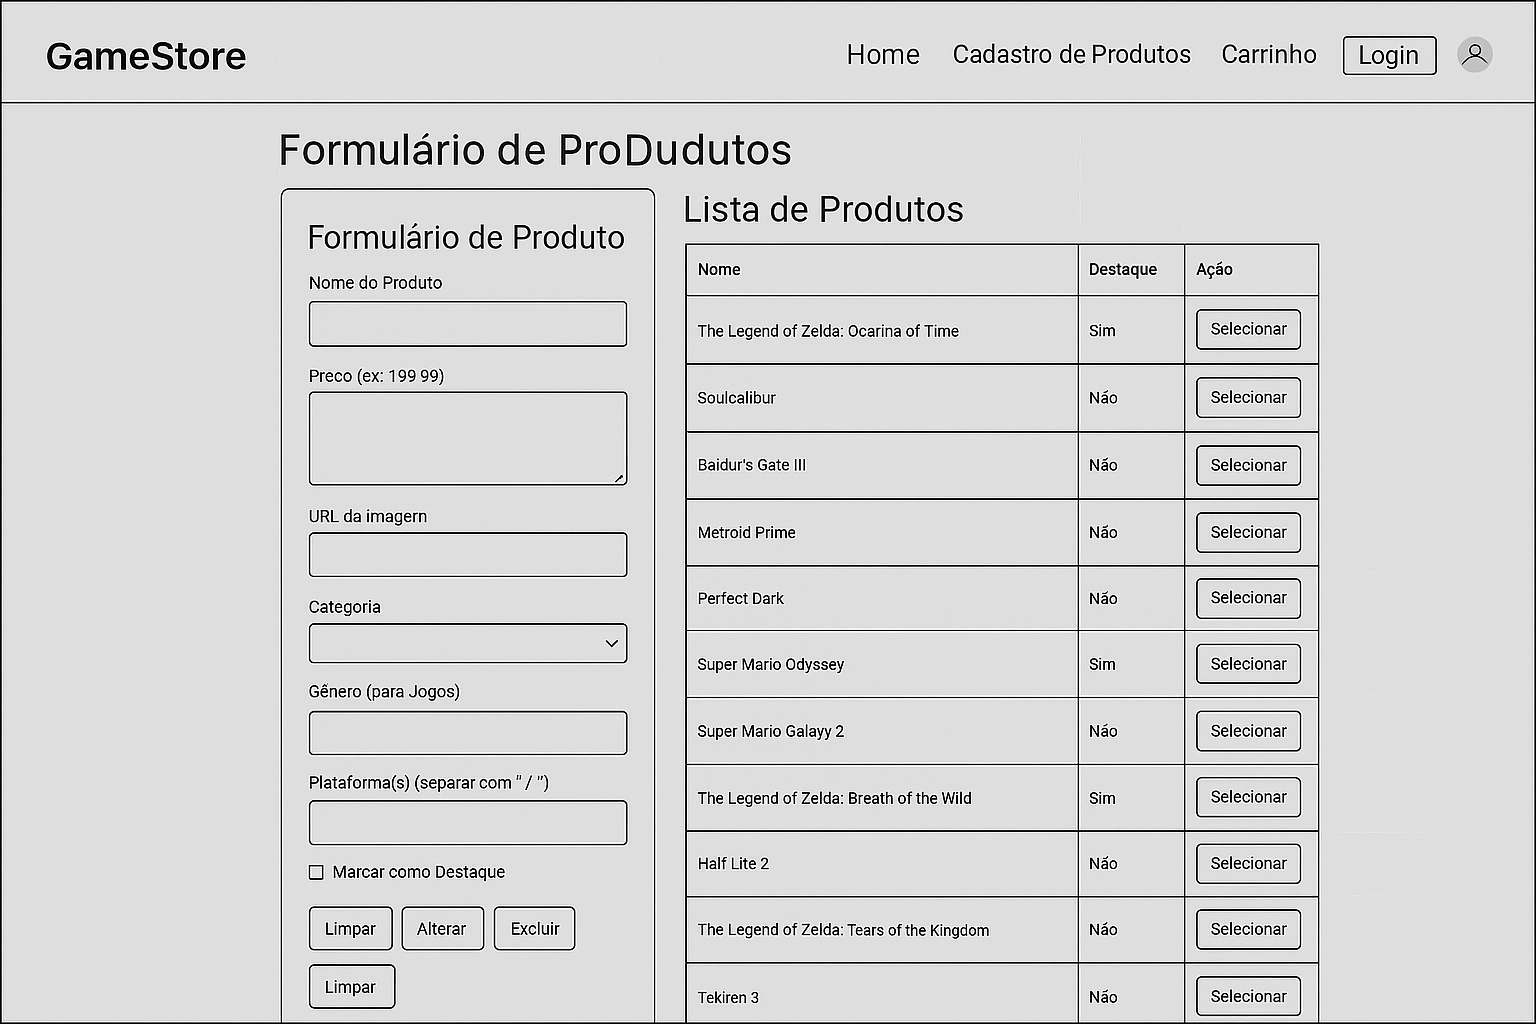 GameStore
Home Cadastro de Produtos Carrinho Login
Formulário de ProDudutos
Formulário de Produto
Nome do Produto
Preco (ex: 199 99)
URL da imagern
Categoria
Gênero (para Jogos)
Plataforma(s) (separar com " / ")
Marcar como Destaque
Limpar Alterar Excluir
Limpar
Lista de Produtos
Nome Destaque Ação
The Legend of Zelda: Ocarina of Time Sim Selecionar
Soulcalibur Não Selecionar
Baidur's Gate III Não Selecionar
Metroid Prime Não Selecionar
Perfect Dark Não Selecionar
Super Mario Odyssey Sim Selecionar
Super Mario Galayy 2 Não Selecionar
The Legend of Zelda: Breath of the Wild Sim Selecionar
Half Lite 2 Não Selecionar
The Legend of Zelda: Tears of the Kingdom Não Selecionar
Tekiren 3 Não Selecionar